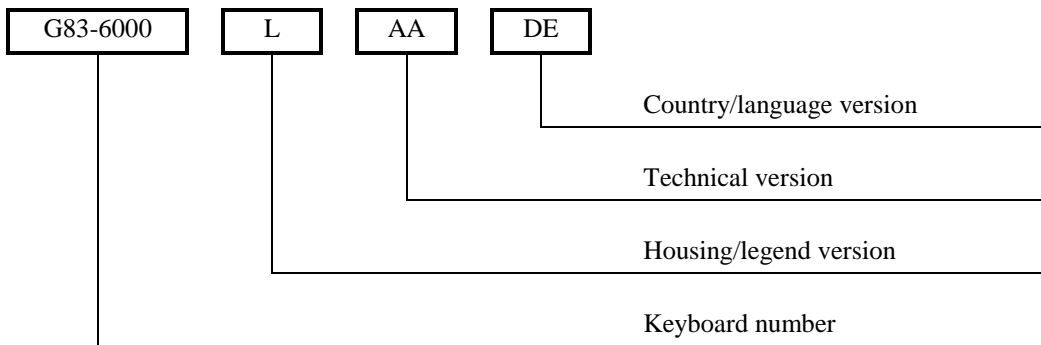 G83-6000 L AA DE
Country/language version
Technical version
Housing/legend version
Keyboard number